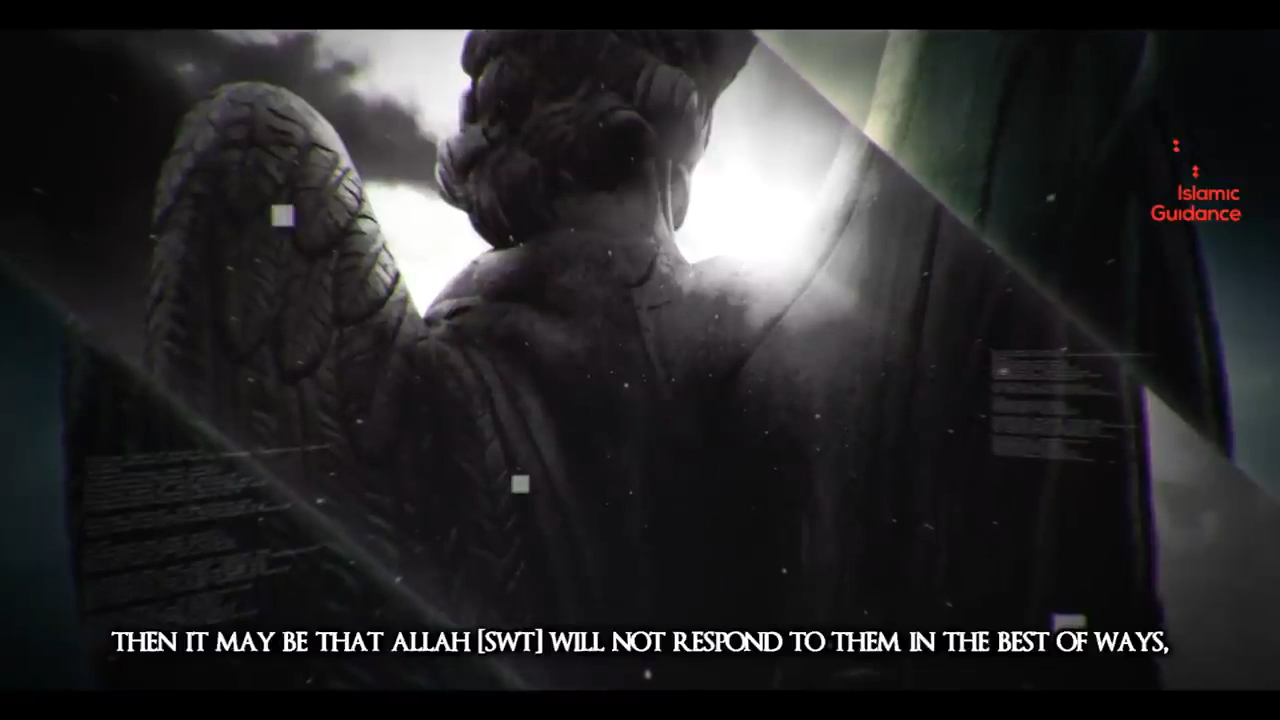 Islamic
Guidance
THEN IT MAY BE THAT ALLAH [SWT] WILL NOT RESPOND TO THEM IN THE BEST OF WAYS,